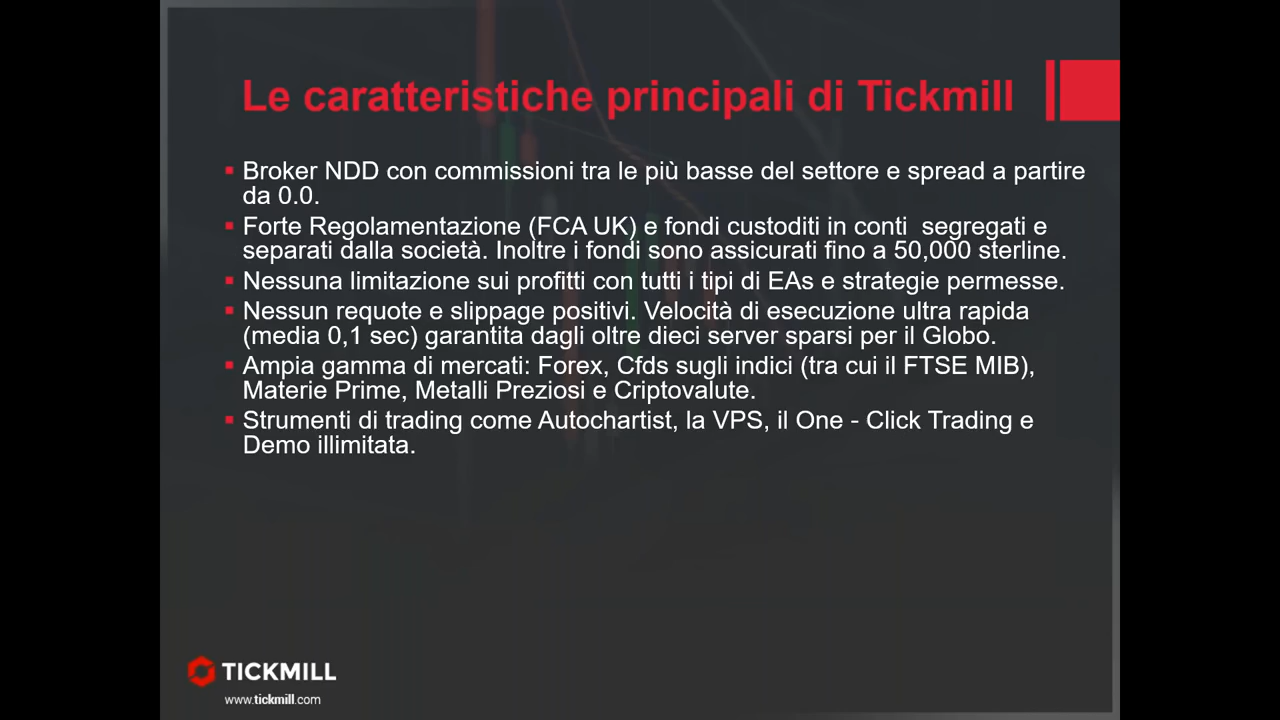 Le caratteristiche principali di Tickmill
▪ Broker NDD con commissioni tra le più basse del settore e spread a partire
da 0.0.
▪ Forte Regolamentazione (FCA UK) e fondi custoditi in conti  segregati e
separati dalla società. Inoltre i fondi sono assicurati fino a 50,000 sterline.
▪ Nessuna limitazione sui profitti con tutti i tipi di EAs e strategie permesse.
▪ Nessun requote e slippage positivi. Velocità di esecuzione ultra rapida
(media 0,1 sec) garantita dagli oltre dieci server sparsi per il Globo.
▪ Ampia gamma di mercati: Forex, Cfds sugli indici (tra cui il FTSE MIB),
Materie Prime, Metalli Preziosi e Criptovalute.
▪ Strumenti di trading come Autochartist, la VPS, il One - Click Trading e
Demo illimitata.
TICKMILL
www.tickmill.com